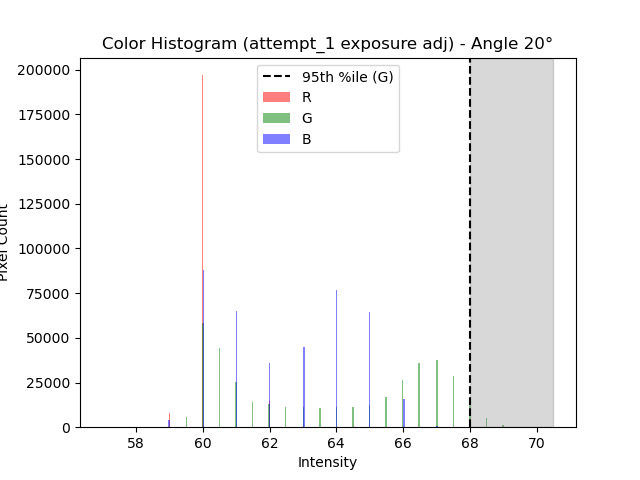 Color Histogram (attempt_1 exposure adj) - Angle 20°
95th %ile (G)
R
G
B
200000
175000
150000
125000
100000
75000
50000
25000
0
Pixel Count
58 60 62 64 66 68 70
Intensity